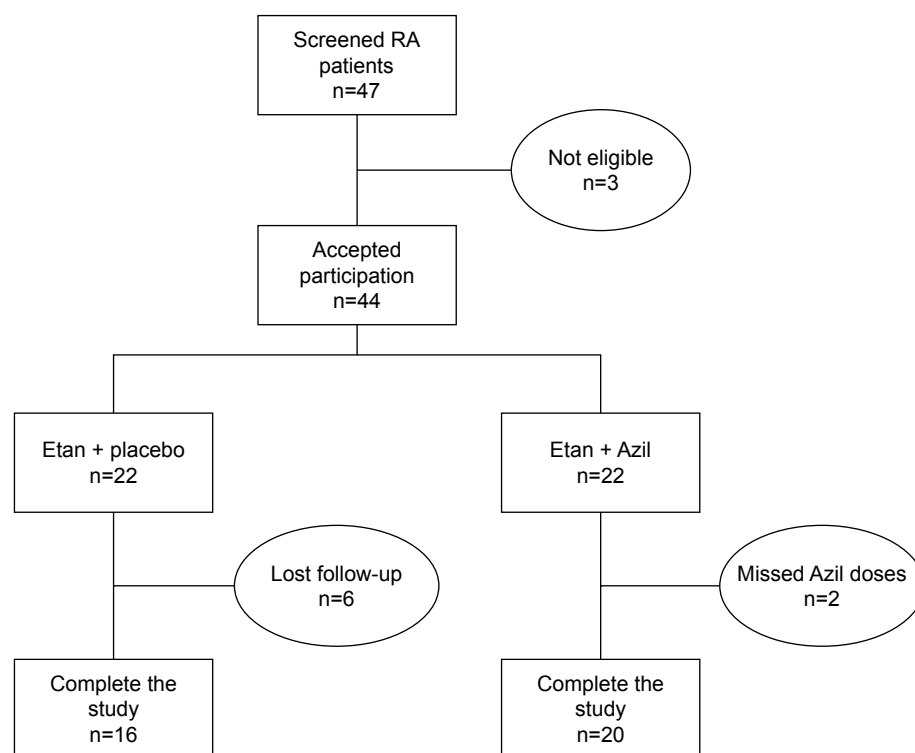 Screened RA
patients
n=47
Not eligible
n=3
Accepted
participation
n=44
Etan + placebo
n=22
Etan + Azil
n=22
Lost follow-up
n=6
Missed Azil doses
n=2
Complete the
study
n=16
Complete the
study
n=20